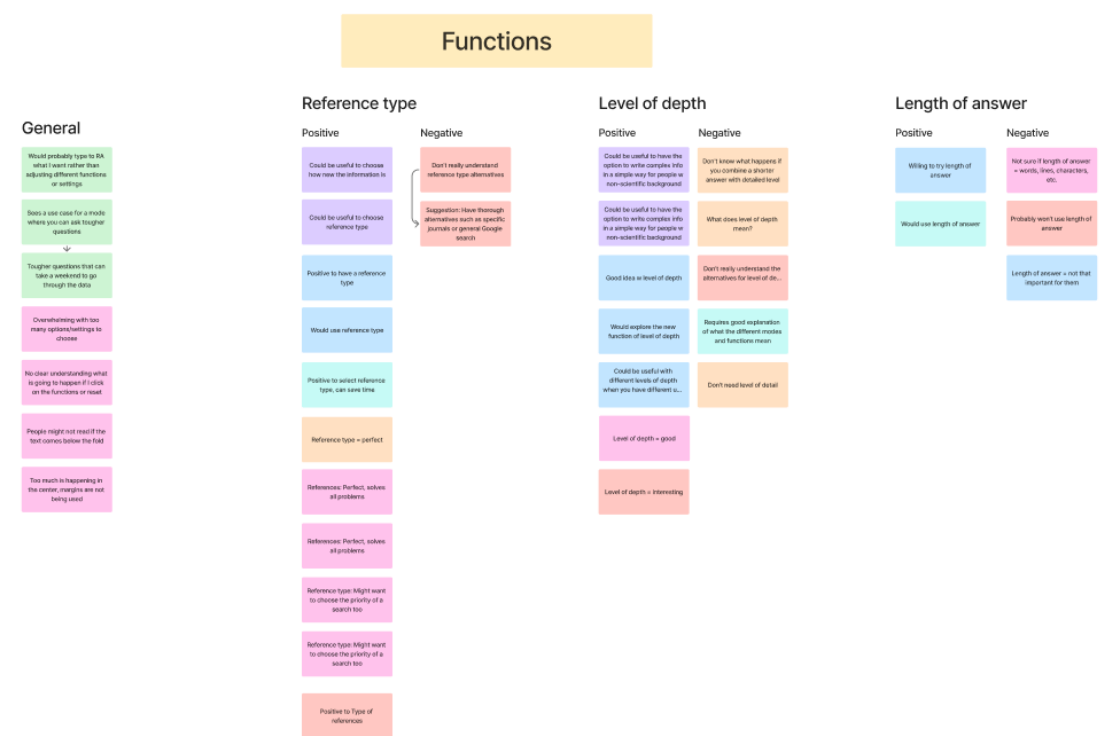 Functions
General
Would probably type to RA
what I want rather than
adjusting different functions
or settings
Sees a use case for a mode
where you can ask tougher
questions
Tougher questions that can
take a weekend to go
through the data
Overwhelming with too
many options/settings to
choose
No clear understanding what
is going to happen if I click
on the functions or reset
People might not read if the
text comes below the fold
Too much is happening in
the center, margins are not
being used
Reference type
Positive
Could be useful to choose
how new the information is
Could be useful to choose
reference type
Positive to have a reference
type
Would use reference type
Positive to select reference
type, can save time
Reference type = perfect
References: Perfect, solves
all problems
References: Perfect, solves
all problems
Reference type: Might want
to choose the priority of a
search too
Reference type: Might want
to choose the priority of a
search too
Positive to Type of
references
Negative
Don't really understand
reference type alternatives
Suggestion: Have thorough
alternatives such as specific
journals or general Google
search
Level of depth
Positive
Could be useful to have the
option to write complex info
in a simple way for people w
non-scientific background
Could be useful to have the
option to write complex info
in a simple way for people w
non-scientific background
Good idea w level of depth
Would explore the new
function of level of depth
Could be useful with
different levels of depth
when you have different u...
Level of depth = good
Level of depth = interesting
Negative
Don't know what happens if
you combine a shorter
answer with detailed level
What does level of depth
mean?
Don't really understand the
alternatives for level of de...
Requires good explanation
of what the different modes
and functions mean
Don't need level of detail
Length of answer
Positive
Willing to try length of
answer
Would use length of answer
Negative
Not sure if length of answer
= words, lines, characters,
etc.
Probably won't use length of
answer
Length of answer = not that
important for them